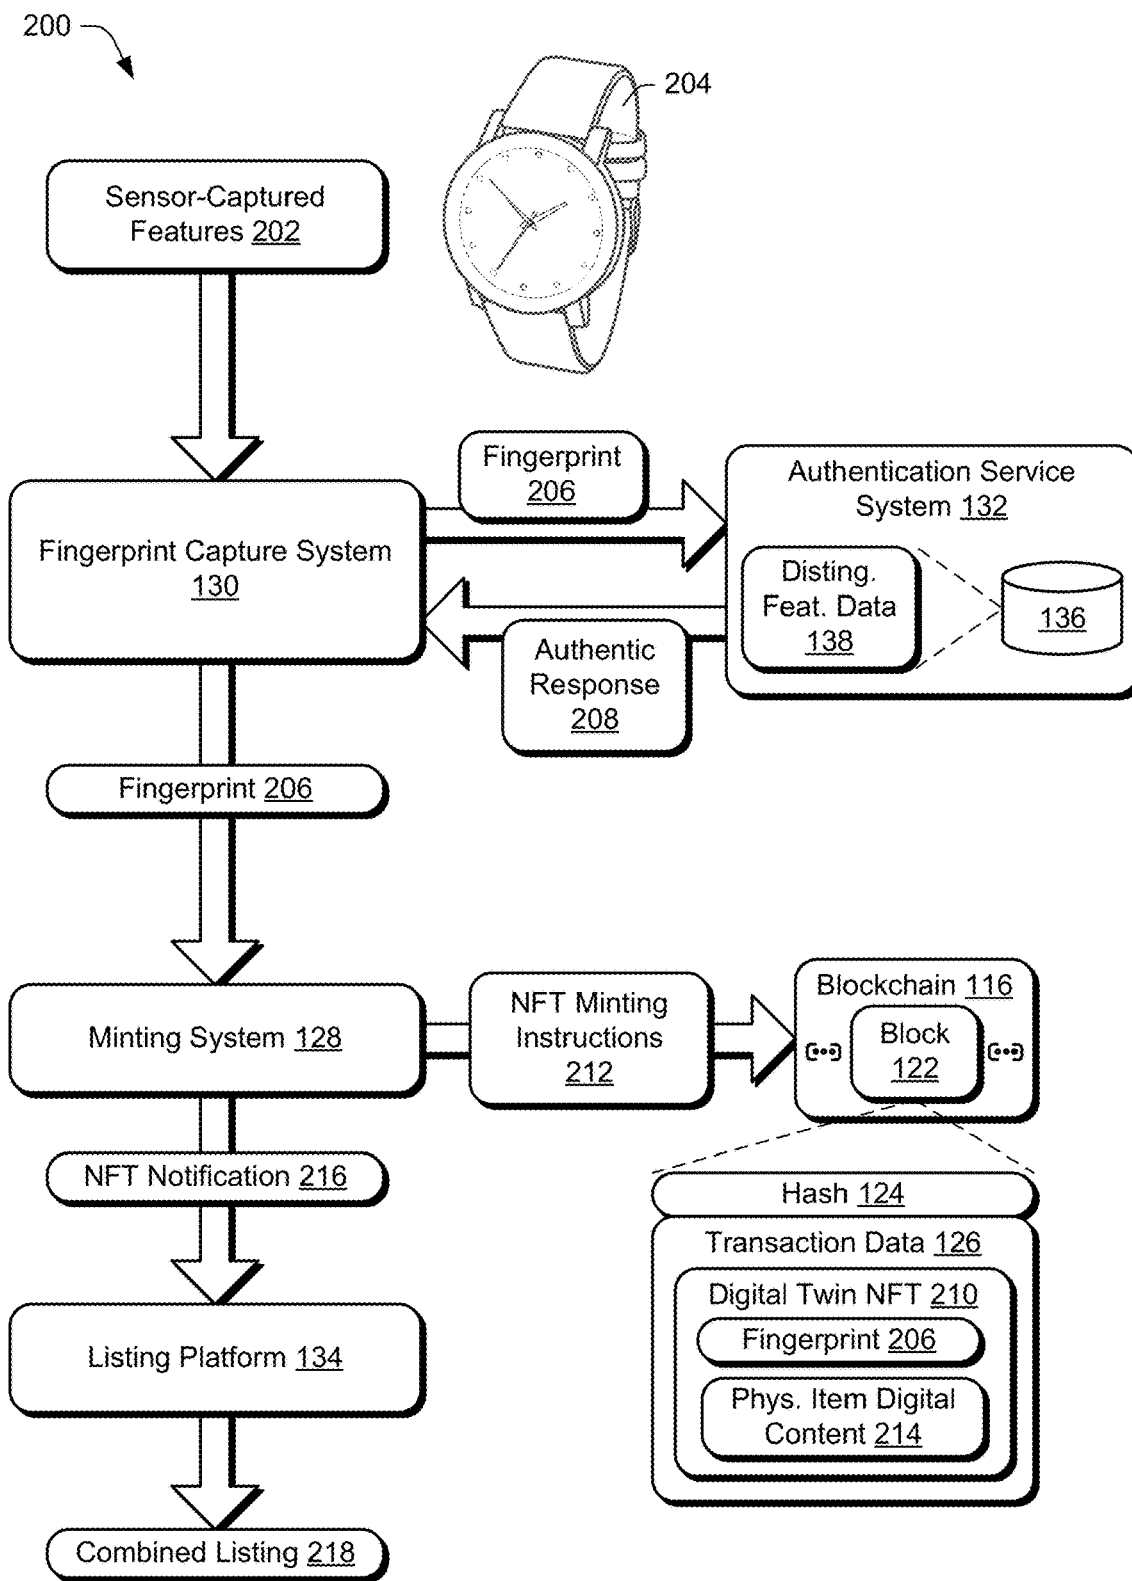 200
204
Sensor-Captured
Features 202
Fingerprint
206
Authentication Service
System 132
Fingerprint Capture System
130
Disting.
Feat. Data
138
136
Authentic
Response
208
Fingerprint 206
Minting System 128
NFT Minting
Instructions
212
Blockchain 116
Block
122
NFT Notification 216
Hash 124
Transaction Data 126
Digital Twin NFT 210
Fingerprint 206
Phys. Item Digital
Content 214
Listing Platform 134
Combined Listing 218